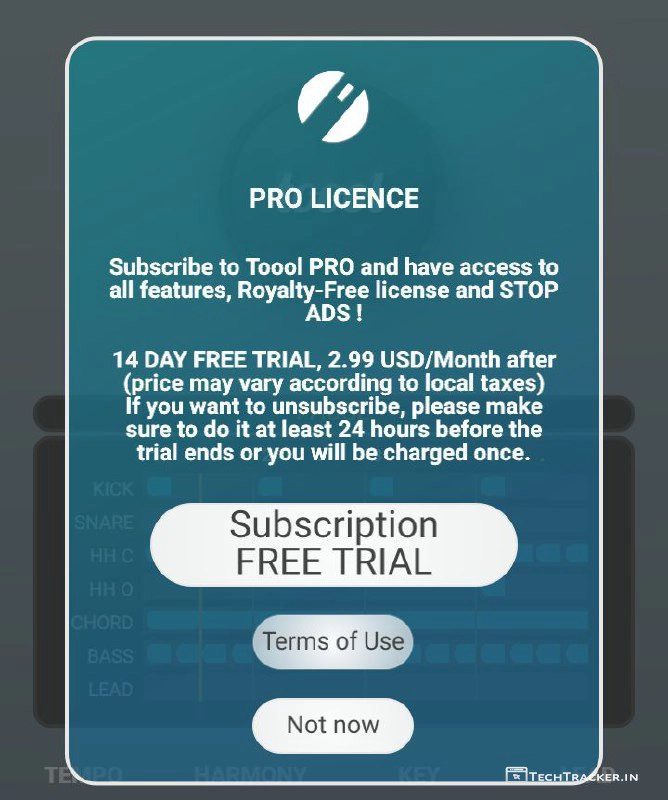 PRO LICENCE
Subscribe to Toool PRO and have access to
all features, Royalty-Free license and STOP
ADS !
14 DAY FREE TRIAL, 2.99 USD/Month after
(price may vary according to local taxes)
If you want to unsubscribe, please make
sure to do it at least 24 hours before the
trial ends or you will be charged once.
KICK
SNARE
HH C
HH O
CHORD
BASS
LEAD
Subscription
FREE TRIAL
Terms of Use
Not now
TEMPO HARMONY KEY LEAD
TECHTRACKER.IN